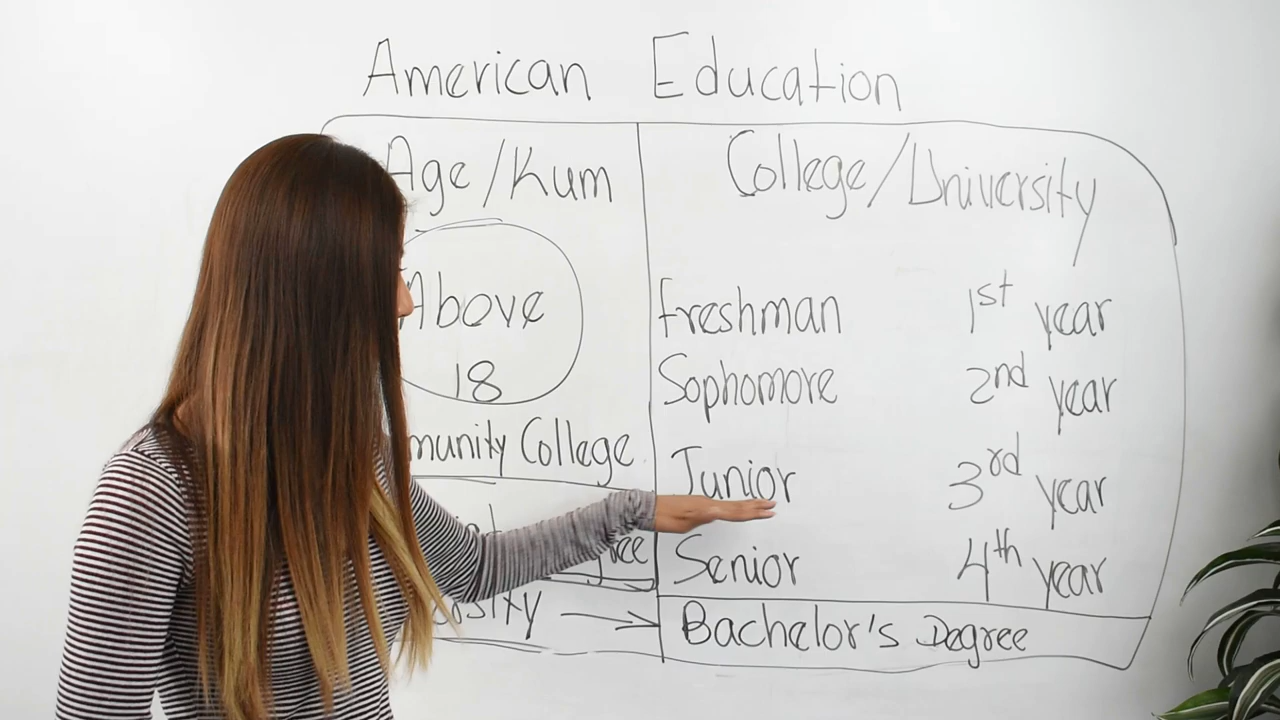 American Education
Age/Kum
College/University
Above
18
Freshman 1st year
Sophomore 2nd year
munity College
Junior 3rd year
Senior 4th year
ree
sity →
Bachelor's Degree